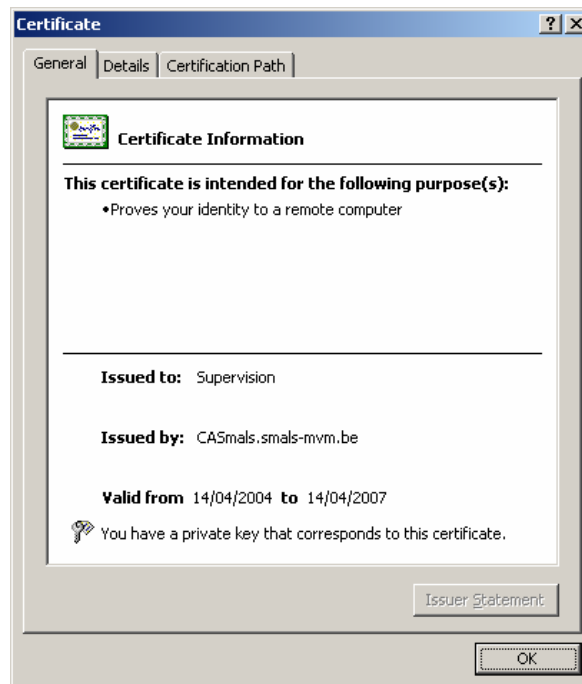 Certificate
General Details Certification Path
Certificate Information
This certificate is intended for the following purpose(s):
•Proves your identity to a remote computer
Issued to: Supervision
Issued by: CASmals.smals-mvm.be
Valid from 14/04/2004 to 14/04/2007
You have a private key that corresponds to this certificate.
Issuer Statement
OK